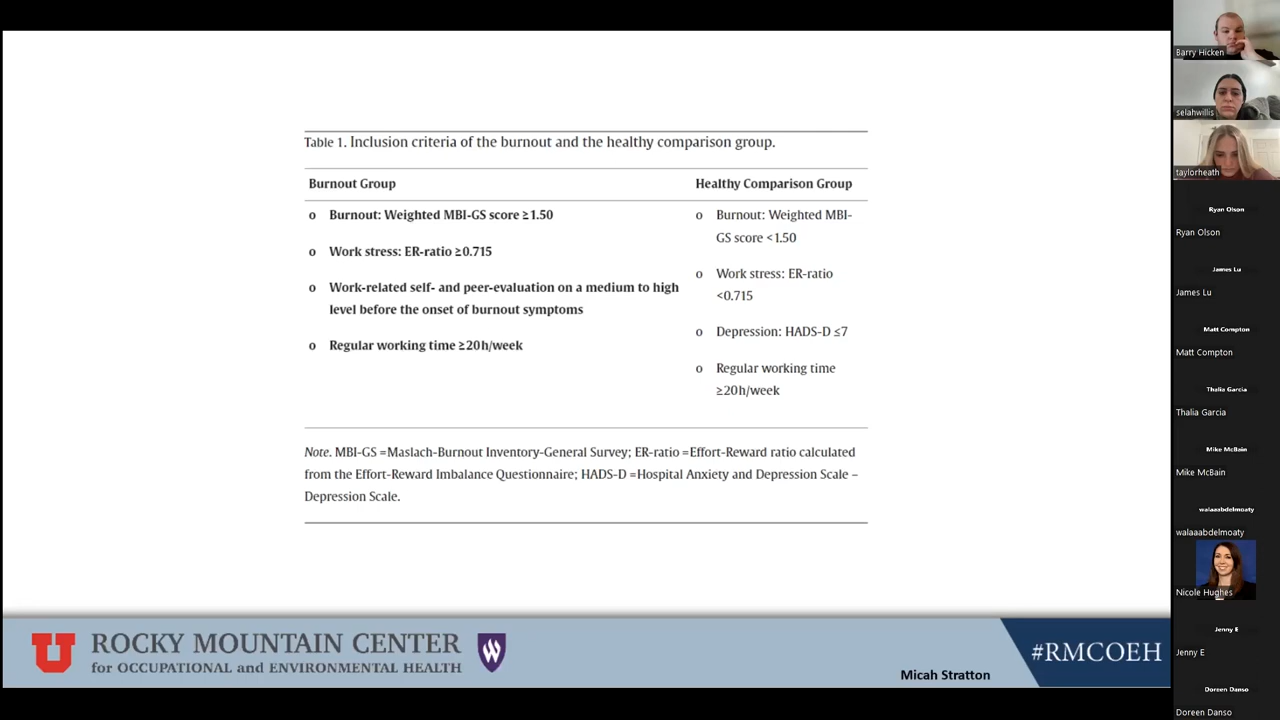 Table 1. Inclusion criteria of the burnout and the healthy comparison group.
Burnout Group
Healthy Comparison Group
o Burnout: Weighted MBI-GS score ≥1.50
o Work stress: ER-ratio ≥0.715
o Work-related self- and peer-evaluation on a medium to high
level before the onset of burnout symptoms
o Regular working time ≥20h/week
o Burnout: Weighted MBI-
GS score <1.50
o Work stress: ER-ratio
<0.715
o Depression: HADS-D ≤7
o Regular working time
≥20h/week
Note. MBI-GS =Maslach-Burnout Inventory-General Survey; ER-ratio =Effort-Reward ratio calculated
from the Effort-Reward Imbalance Questionnaire; HADS-D =Hospital Anxiety and Depression Scale –
Depression Scale.
U
ROCKY MOUNTAIN CENTER
for OCCUPATIONAL and ENVIRONMENTAL HEALTH
W
Micah Stratton
#RMCOEH
Barry Hicken
selahwillis
taylorheath
Ryan Olson
Ryan Olson
James Lu
James Lu
Matt Compton
Matt Compton
Thalia Garcia
Thalia Garcia
Mike McBain
Mike McBain
walaaabdelmoaty
walaaabdelmoaty
Nicole Hughes
Jenny E
Jenny E
Doreen Danso
Doreen Danso